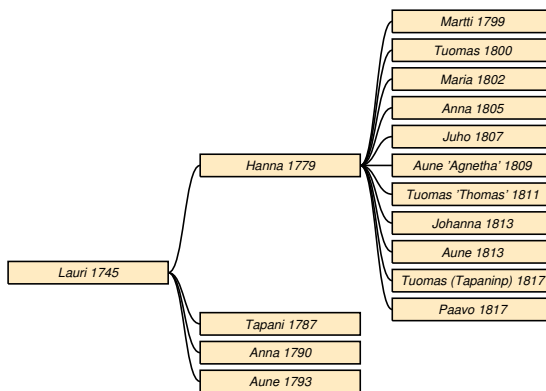 Martti 1799
Tuomas 1800
Maria 1802
Anna 1805
Juho 1807
Hanna 1779
Aune 'Agnetha' 1809
Tuomas 'Thomas' 1811
Johanna 1813
Aune 1813
Lauri 1745
Tuomas (Tapaninp) 1817
Paavo 1817
Tapani 1787
Anna 1790
Aune 1793